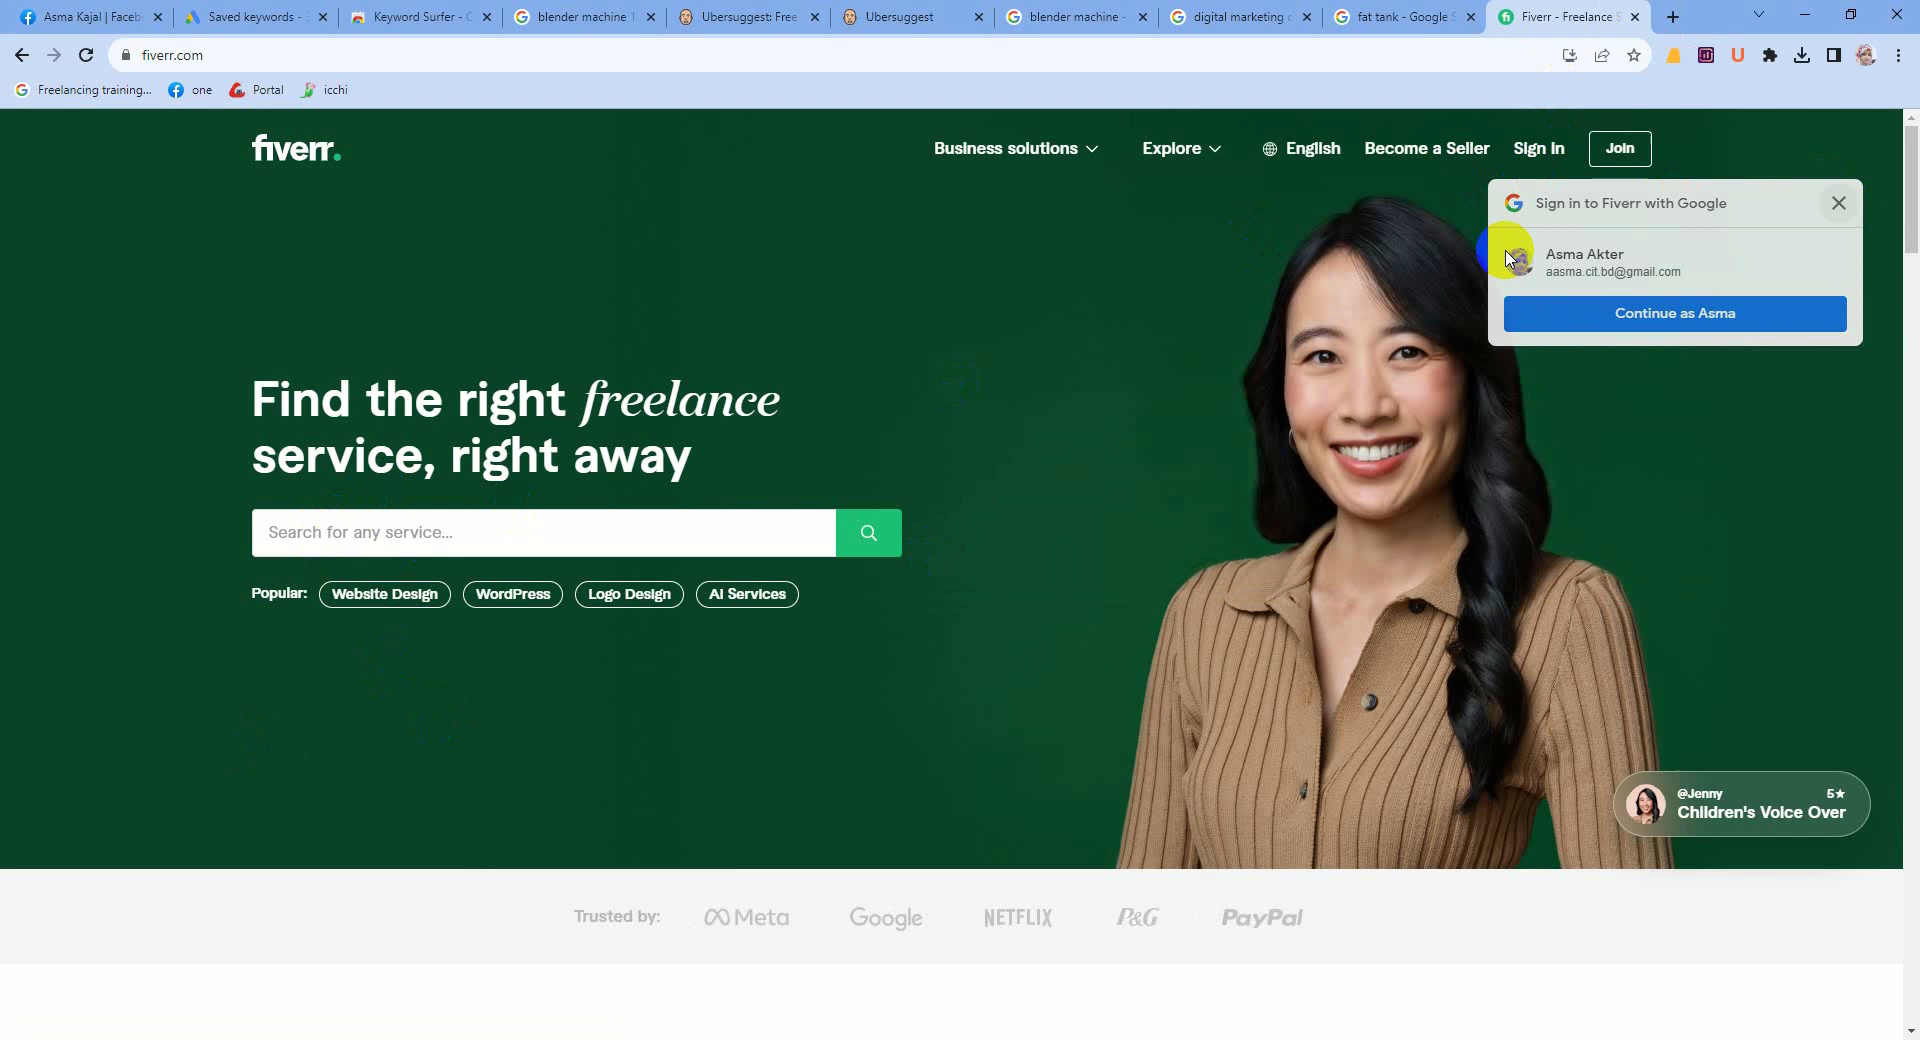 Asma Kajal | Faceb
Saved keywords -
Keyword Surfer - C
blender machine 1
Ubersuggest: Free
Ubersuggest
blender machine -
digital marketing c
fat tank - Google S
Fiverr - Freelance S
fiverr.com
Freelancing training...
one
Portal
icchi
fiverr.
Business solutions
Explore
English
Become a Seller
Sign in
Join
Sign in to Fiverr with Google
Asma Akter
aasma.cit.bd@gmail.com
Continue as Asma
Find the right freelance
service, right away
Search for any service...
Popular:
Website Design
WordPress
Logo Design
AI Services
@Jenny
5★
Children's Voice Over
Trusted by:
Meta
Google
NETFLIX
P&G
PayPal